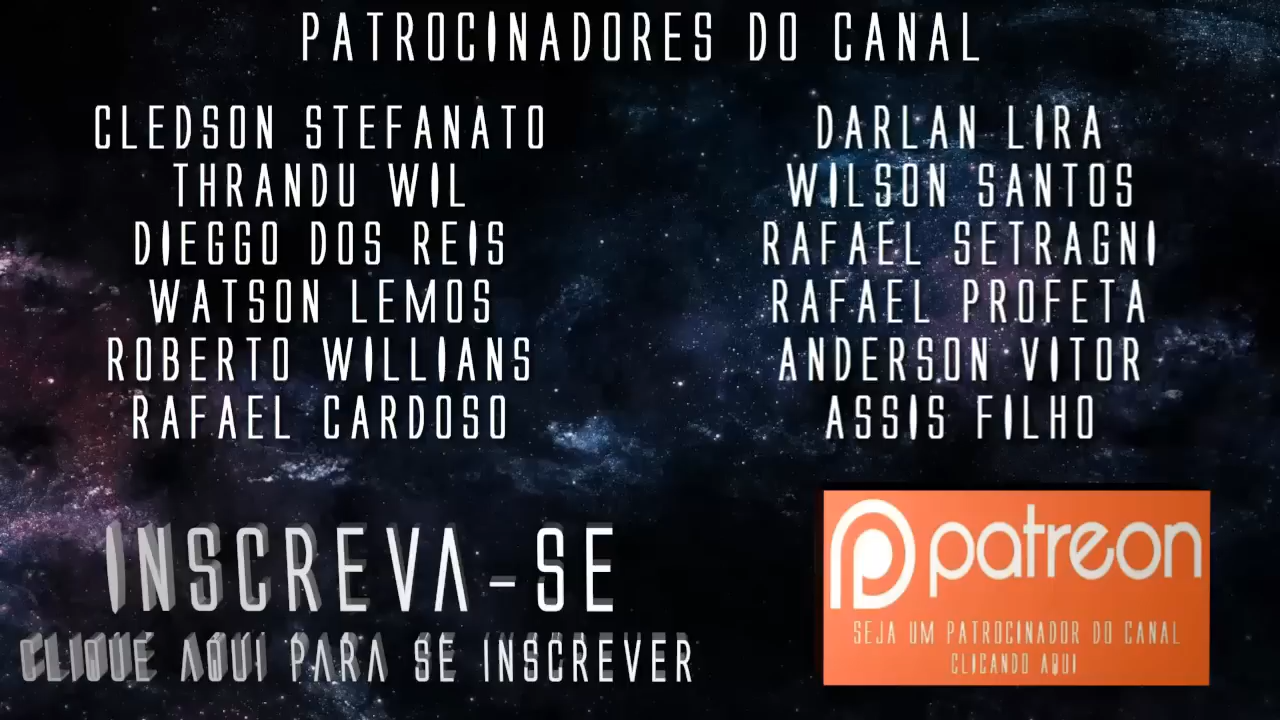 PATROCINADORES DO CANAL
CLEDSON STEFANATO
THRANDU WIL
DIEGGO DOS REIS
WATSON LEMOS
ROBERTO WILLIANS
RAFAEL CARDOSO
DARLAN LIRA
WILSON SANTOS
RAFAEL SETRAGNI
RAFAEL PROFETA
ANDERSON VITOR
ASSIS FILHO
INSCREVA-SE
CLIQUE AQUI PARA SE INSCREVER
patreon
SEJA UM PATROCINADOR DO CANAL
CLICANDO AQUI